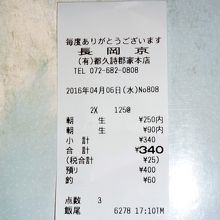 毎度ありがとうございます
長岡京
(有)都久詩郡家本店
TEL 072-682-0808
2016年04月06日(水)No808
2X 125@
朝生 ¥250内
朝生 ¥90内
小計 ¥340
合計 ¥340
(税合計 ¥25)
預り ¥400
釣 ¥60
点数 3
飯尾 6278 17:10TM